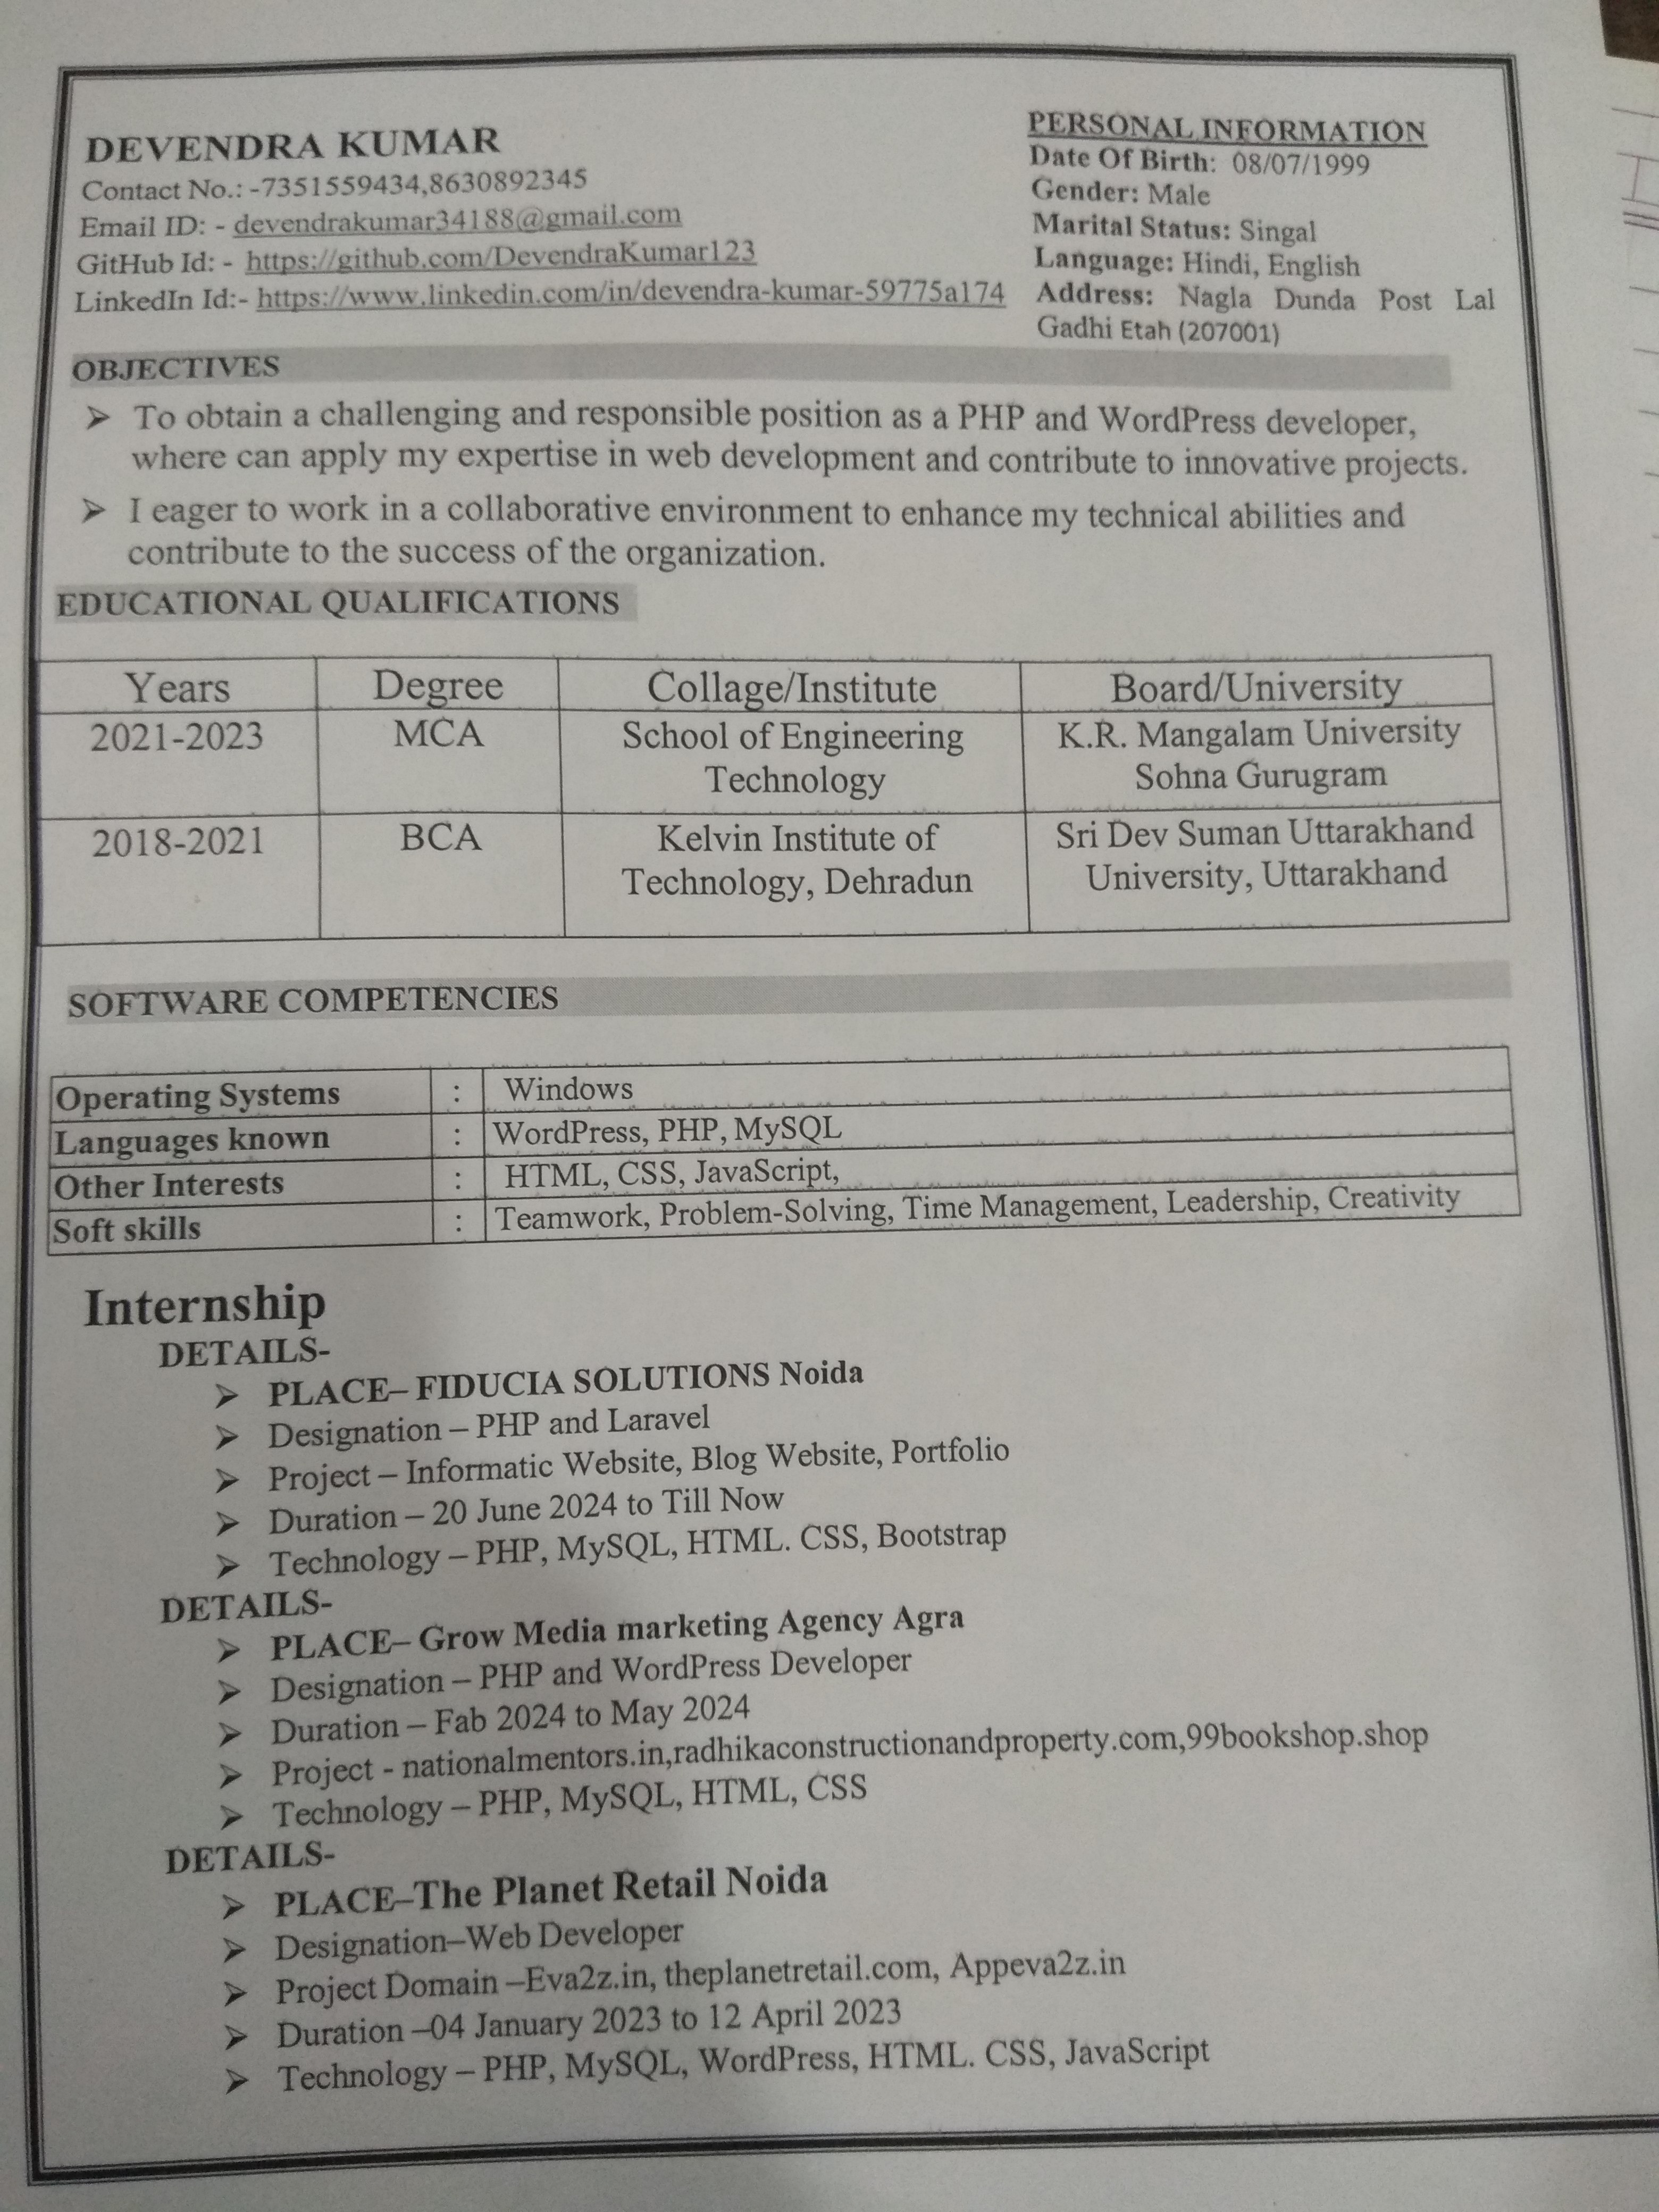 DEVENDRA KUMAR
Contact No.: -7351559434,8630892345
Email ID: - devendrakumar34188@gmail.com
GitHub Id: - https://github.com/DevendraKumar123
LinkedIn Id:- https://www.linkedin.com/in/devendra-kumar-59775a174
PERSONAL INFORMATION
Date Of Birth: 08/07/1999
Gender: Male
Marital Status: Singal
Language: Hindi, English
Address: Nagla Dunda Post Lal
Gadhi Etah (207001)
OBJECTIVES
➢ To obtain a challenging and responsible position as a PHP and WordPress developer,
where can apply my expertise in web development and contribute to innovative projects.
➢ I eager to work in a collaborative environment to enhance my technical abilities and
contribute to the success of the organization.
EDUCATIONAL QUALIFICATIONS
Years Degree Collage/Institute Board/University
2021-2023 MCA School of Engineering K.R. Mangalam University
Technology Sohna Gurugram
2018-2021 BCA Kelvin Institute of Sri Dev Suman Uttarakhand
Technology, Dehradun University, Uttarakhand
SOFTWARE COMPETENCIES
Operating Systems : Windows
Languages known : WordPress, PHP, MySQL
Other Interests : HTML, CSS, JavaScript,
Soft skills : Teamwork, Problem-Solving, Time Management, Leadership, Creativity
Internship
DETAILS-
➢ PLACE– FIDUCIA SOLUTIONS Noida
➢ Designation – PHP and Laravel
➢ Project – Informatic Website, Blog Website, Portfolio
➢ Duration – 20 June 2024 to Till Now
➢ Technology – PHP, MySQL, HTML. CSS, Bootstrap
DETAILS-
➢ PLACE– Grow Media marketing Agency Agra
➢ Designation – PHP and WordPress Developer
➢ Duration – Fab 2024 to May 2024
➢ Project - nationalmentors.in,radhikaconstructionandproperty.com,99bookshop.shop
➢ Technology – PHP, MySQL, HTML, CSS
DETAILS-
➢ PLACE–The Planet Retail Noida
➢ Designation–Web Developer
➢ Project Domain –Eva2z.in, theplanetretail.com, Appeva2z.in
➢ Duration –04 January 2023 to 12 April 2023
➢ Technology – PHP, MySQL, WordPress, HTML. CSS, JavaScript